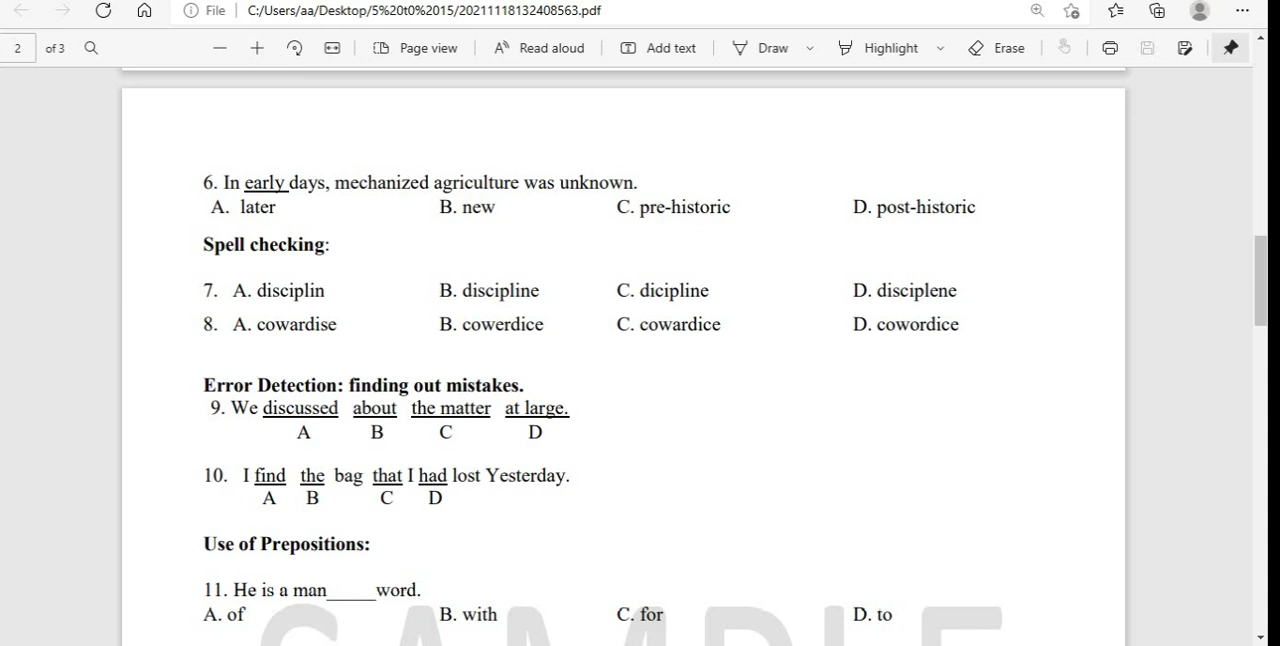 File C:/Users/aa/Desktop/5%20t0%2015/20211118132408563.pdf
2 of 3 Page view Read aloud Add text Draw Highlight Erase
6. In early days, mechanized agriculture was unknown.
A. later B. new C. pre-historic D. post-historic
Spell checking:
7. A. disciplin B. discipline C. dicipline D. disciplene
8. A. cowardise B. cowerdice C. cowardice D. cowordice
Error Detection: finding out mistakes.
9. We discussed about the matter at large.
A B C D
10. I find the bag that I had lost Yesterday.
A B C D
Use of Prepositions:
11. He is a man_____word.
A. of B. with C. for D. to